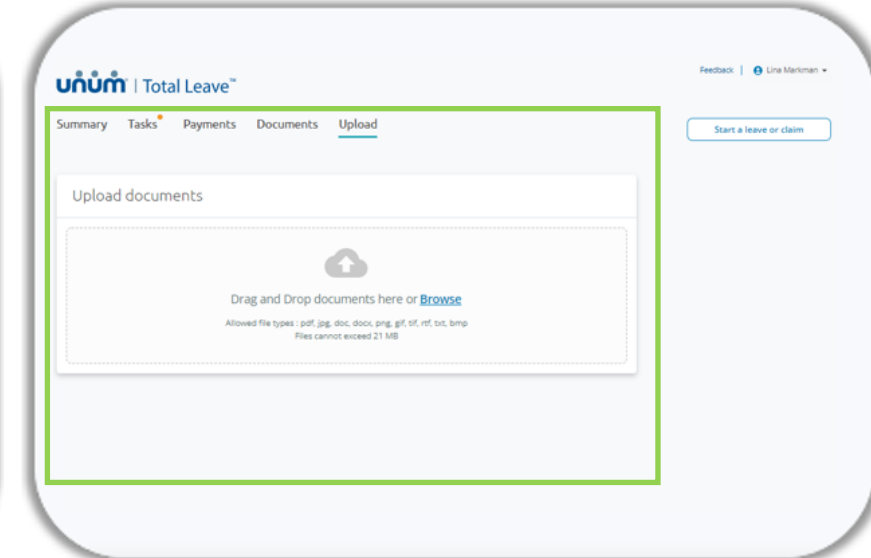 unum | Total Leave™
Feedback | Lina Markman
Summary Tasks Payments Documents Upload
Start a leave or claim
Upload documents
Drag and Drop documents here or Browse
Allowed file types : pdf, jpg, doc, docx, png, gif, tif, rtf, txt, bmp
Files cannot exceed 21 MB